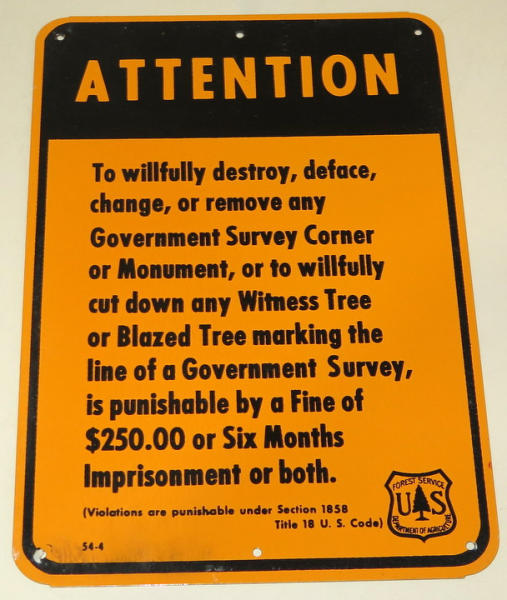 ATTENTION
To willfully destroy, deface,
change, or remove any
Government Survey Corner
or Monument, or to willfully
cut down any Witness Tree
or Blazed Tree marking the
line of a Government Survey,
is punishable by a Fine of
$250.00 or Six Months
Imprisonment or both.
(Violations are punishable under Section 1858
Title 18 U. S. Code)
FOREST SERVICE
U S
DEPARTMENT OF AGRICULTURE
54-4